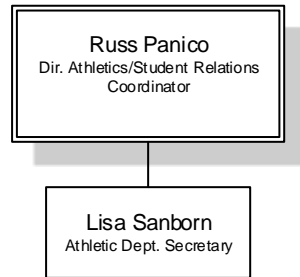 Russ Panico
Dir. Athletics/Student Relations
Coordinator
Lisa Sanborn
Athletic Dept. Secretary